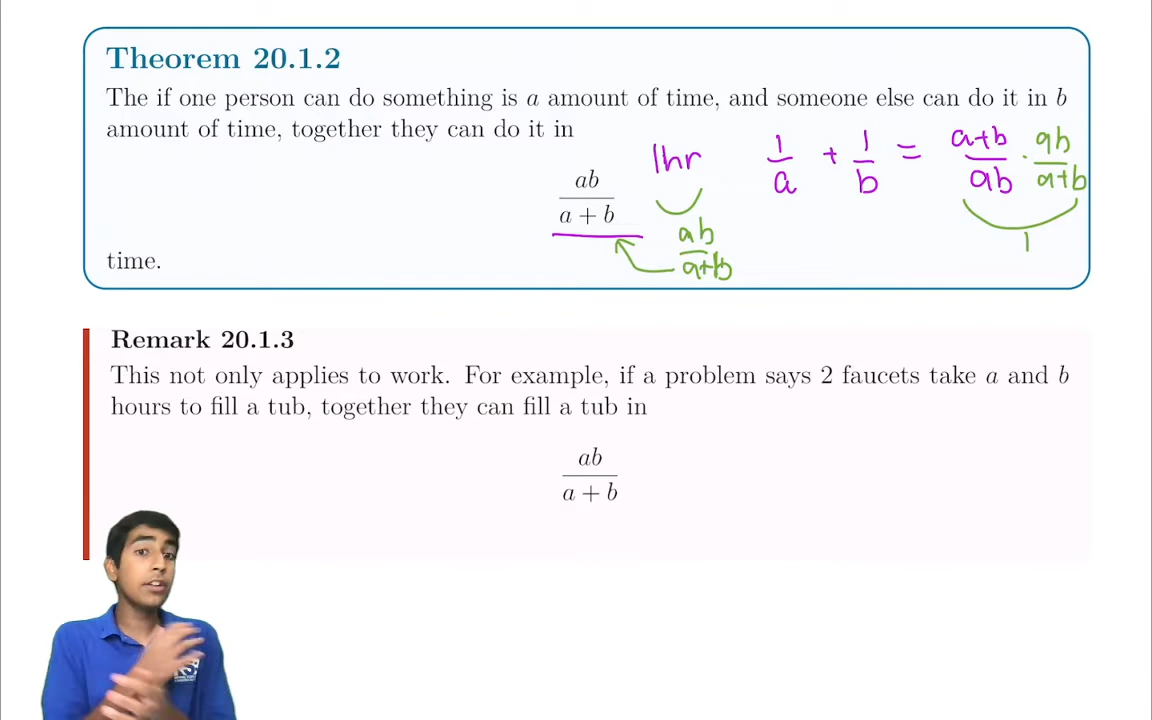 Theorem 20.1.2
The if one person can do something is a amount of time, and someone else can do it in b
amount of time, together they can do it in
ab
a + b
time.
1hr
ab
a+b
1/a + 1/b = a+b/ab · ab/a+b
1
Remark 20.1.3
This not only applies to work. For example, if a problem says 2 faucets take a and b
hours to fill a tub, together they can fill a tub in
ab
a + b